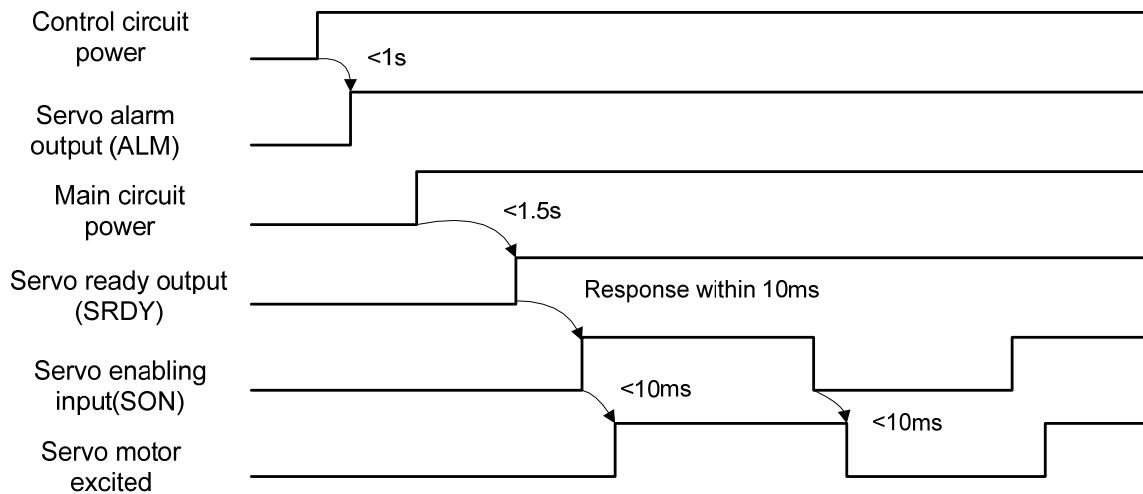 Control circuit
power
<1s
Servo alarm
output (ALM)
Main circuit
power
<1.5s
Servo ready output
(SRDY)
Response within 10ms
Servo enabling
input(SON)
<10ms
<10ms
Servo motor
excited